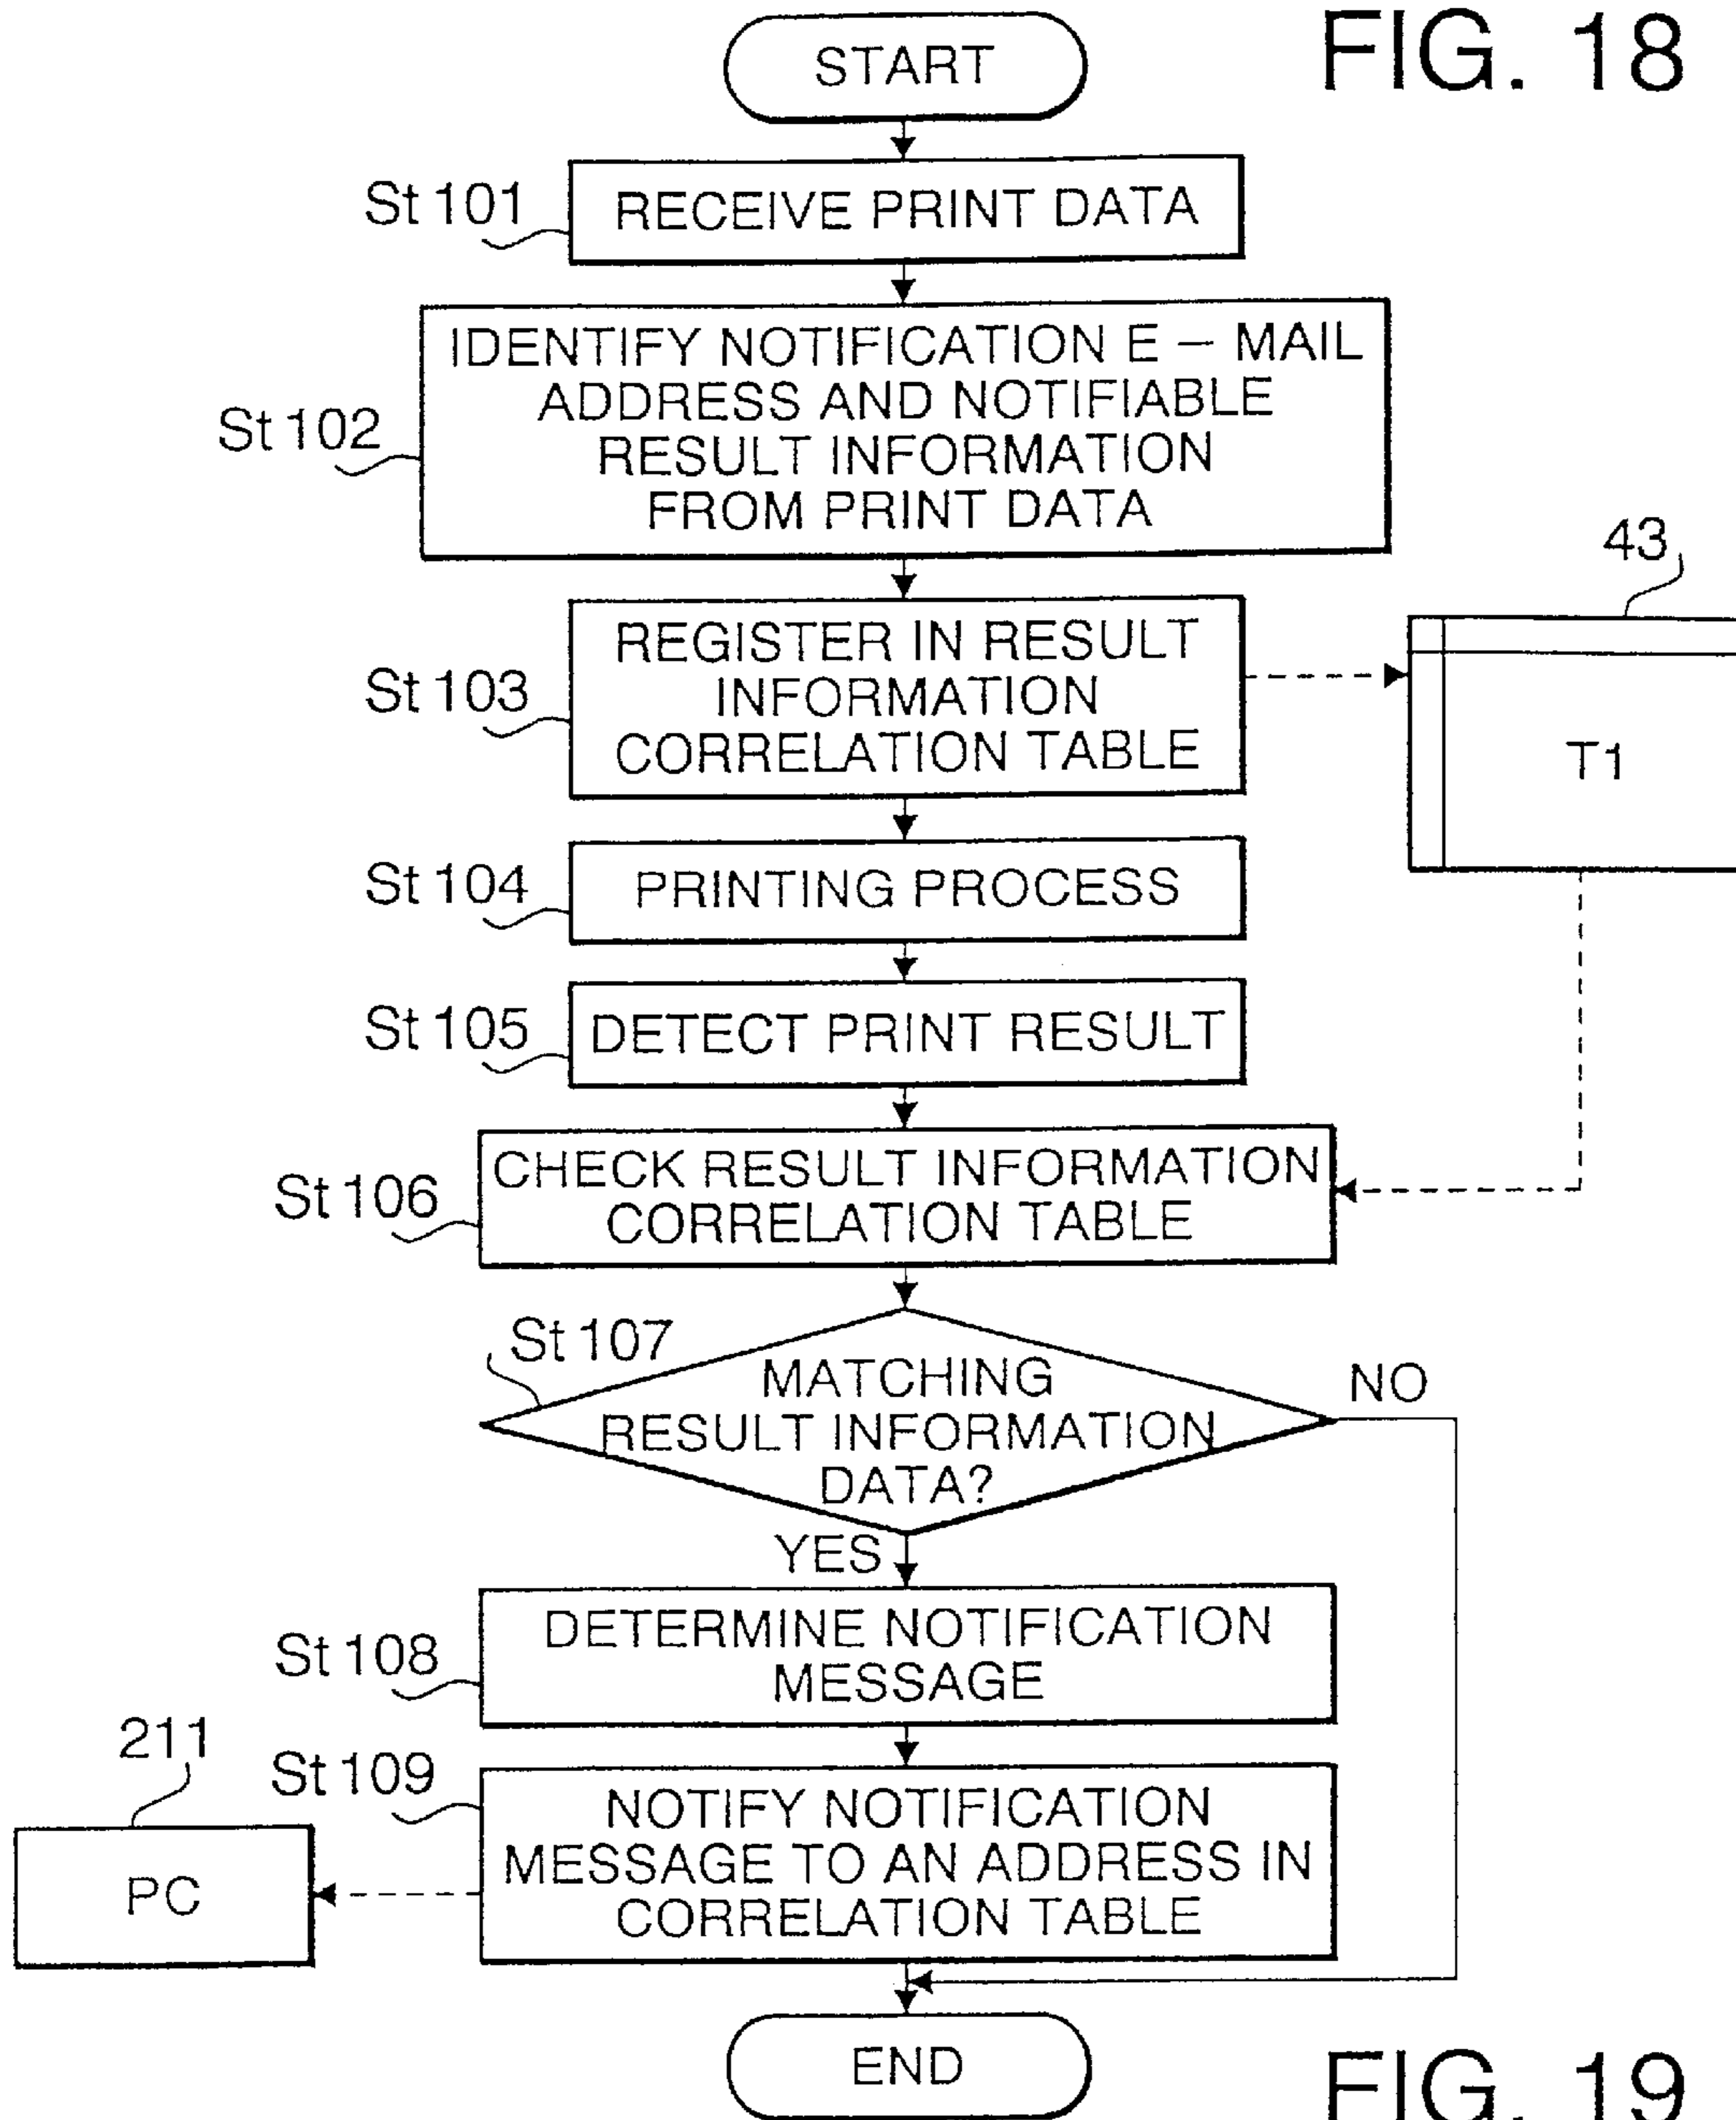 FIG. 18
START
St 101
RECEIVE PRINT DATA
St 102
IDENTIFY NOTIFICATION E – MAIL
ADDRESS AND NOTIFIABLE
RESULT INFORMATION
FROM PRINT DATA
43
St 103
REGISTER IN RESULT
INFORMATION
CORRELATION TABLE
T1
St 104
PRINTING PROCESS
St 105
DETECT PRINT RESULT
St 106
CHECK RESULT INFORMATION
CORRELATION TABLE
St 107
MATCHING
RESULT INFORMATION
DATA?
NO
YES
St 108
DETERMINE NOTIFICATION
MESSAGE
211
PC
St 109
NOTIFY NOTIFICATION
MESSAGE TO AN ADDRESS IN
CORRELATION TABLE
END
FIG. 19